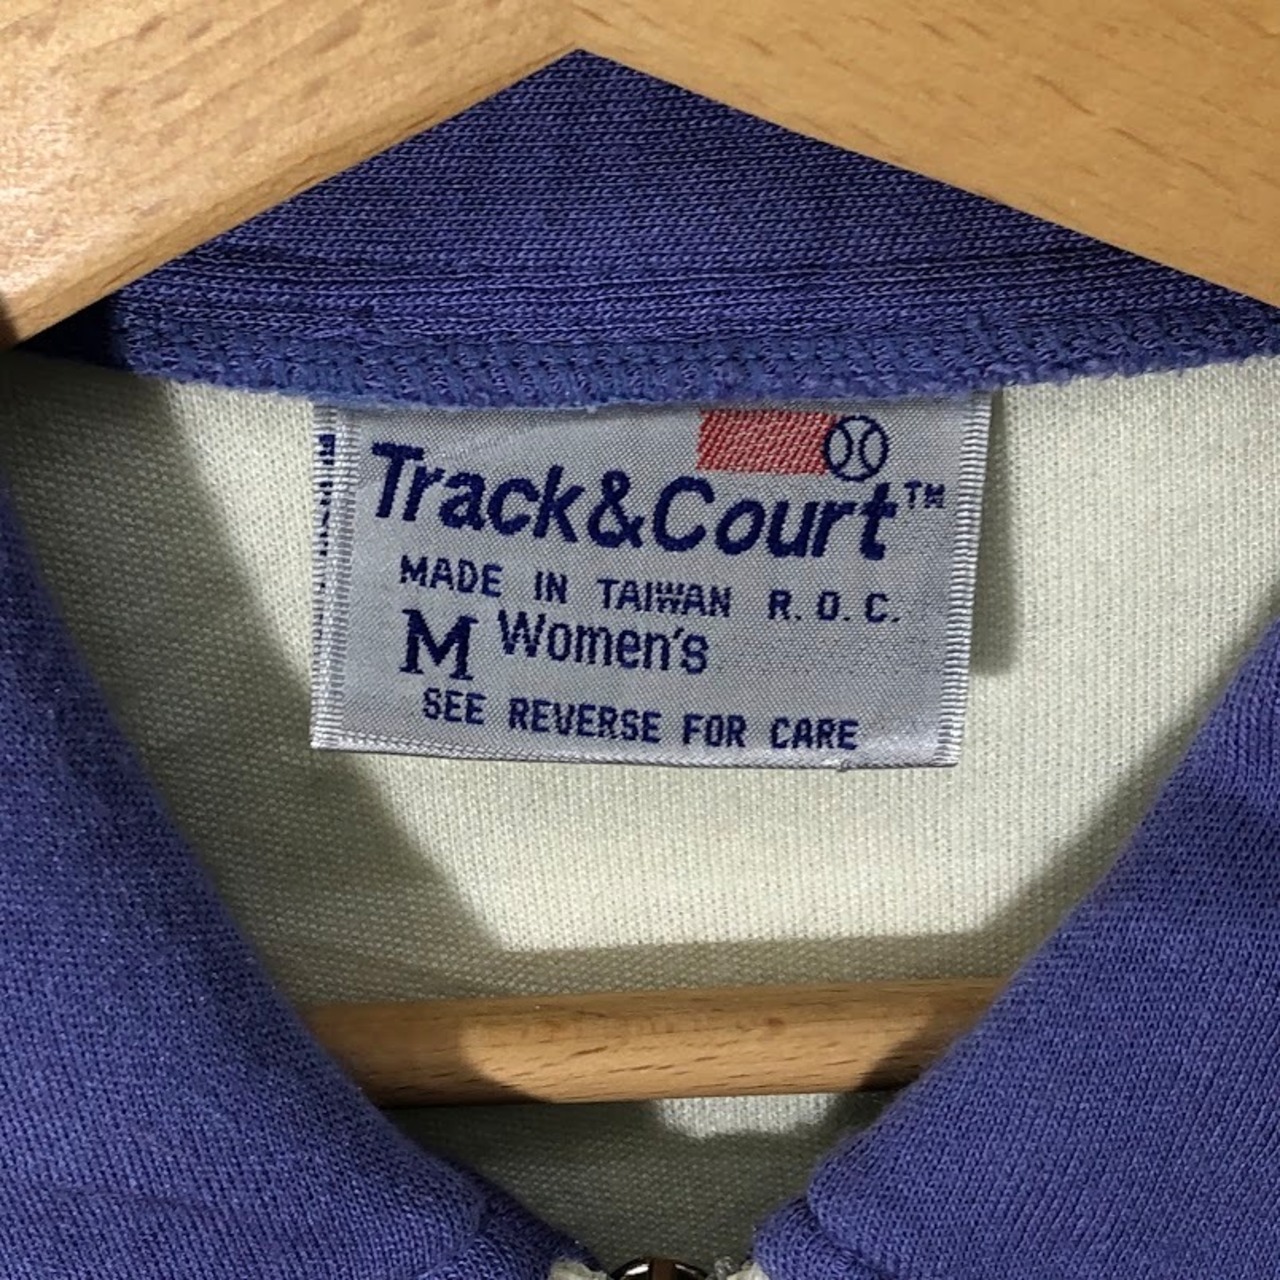 Track&Court™
MADE IN TAIWAN R.O.C.
M Women's
SEE REVERSE FOR CARE